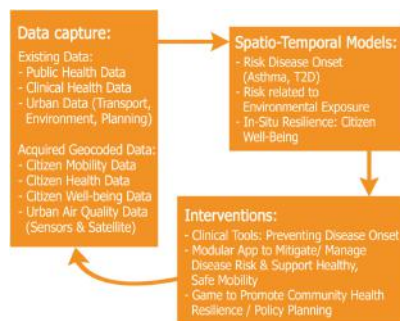 Data capture:
Existing Data:
- Public Health Data
- Clinical Health Data
- Urban Data (Transport,
Environment, Planning)
Acquired Geocoded Data:
- Citizen Mobility Data
- Citizen Health Data
- Citizen Well-being Data
- Urban Air Quality Data
(Sensors & Satellite)
Spatio-Temporal Models:
- Risk Disease Onset
(Asthma, T2D)
- Risk related to
Environmental Exposure
- In-Situ Resilience: Citizen
Well-Being
Interventions:
- Clinical Tools: Preventing Disease Onset
- Modular App to Mitigate/ Manage
Disease Risk & Support Healthy,
Safe Mobility
- Game to Promote Community Health
Resilience / Policy Planning